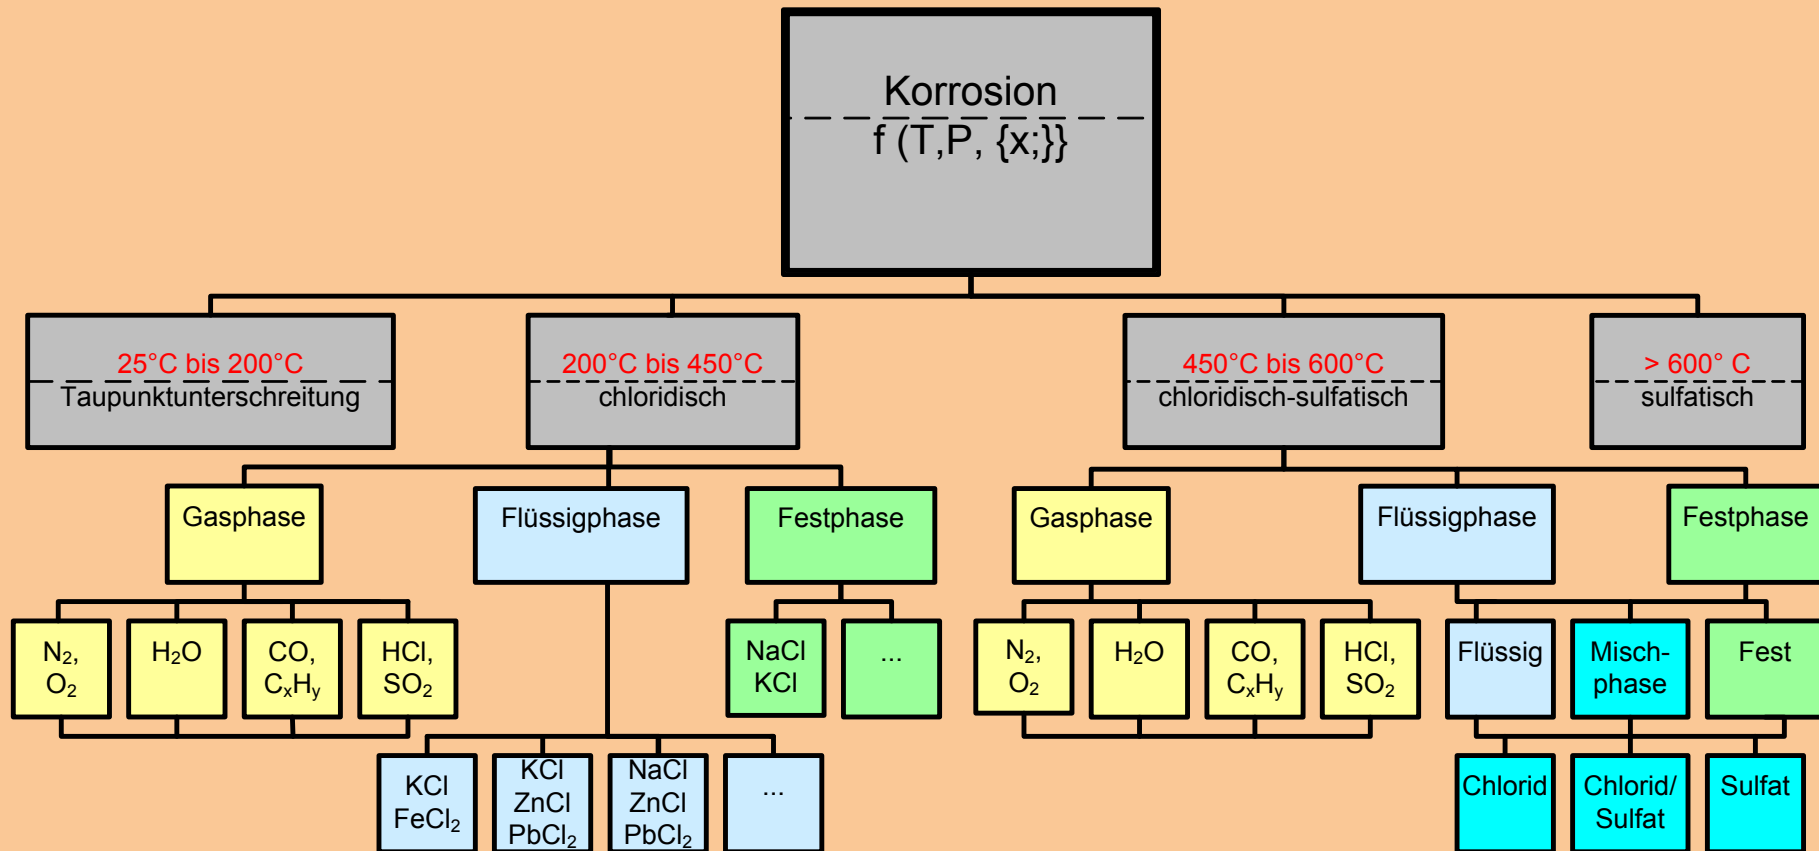 Korrosion
f (T,P, {x;}}
25°C bis 200°C
Taupunktunterschreitung
200°C bis 450°C
chloridisch
450°C bis 600°C
chloridisch-sulfatisch
> 600° C
sulfatisch
Gasphase
Flüssigphase
Festphase
Gasphase
Flüssigphase
Festphase
N₂,
O₂
H₂O
CO,
CₓHᵧ
HCl,
SO₂
NaCl
KCl
...
N₂,
O₂
H₂O
CO,
CₓHᵧ
HCl,
SO₂
Flüssig
Misch-
phase
Fest
KCl
FeCl₂
KCl
ZnCl
PbCl₂
NaCl
ZnCl
PbCl₂
...
Chlorid
Chlorid/
Sulfat
Sulfat